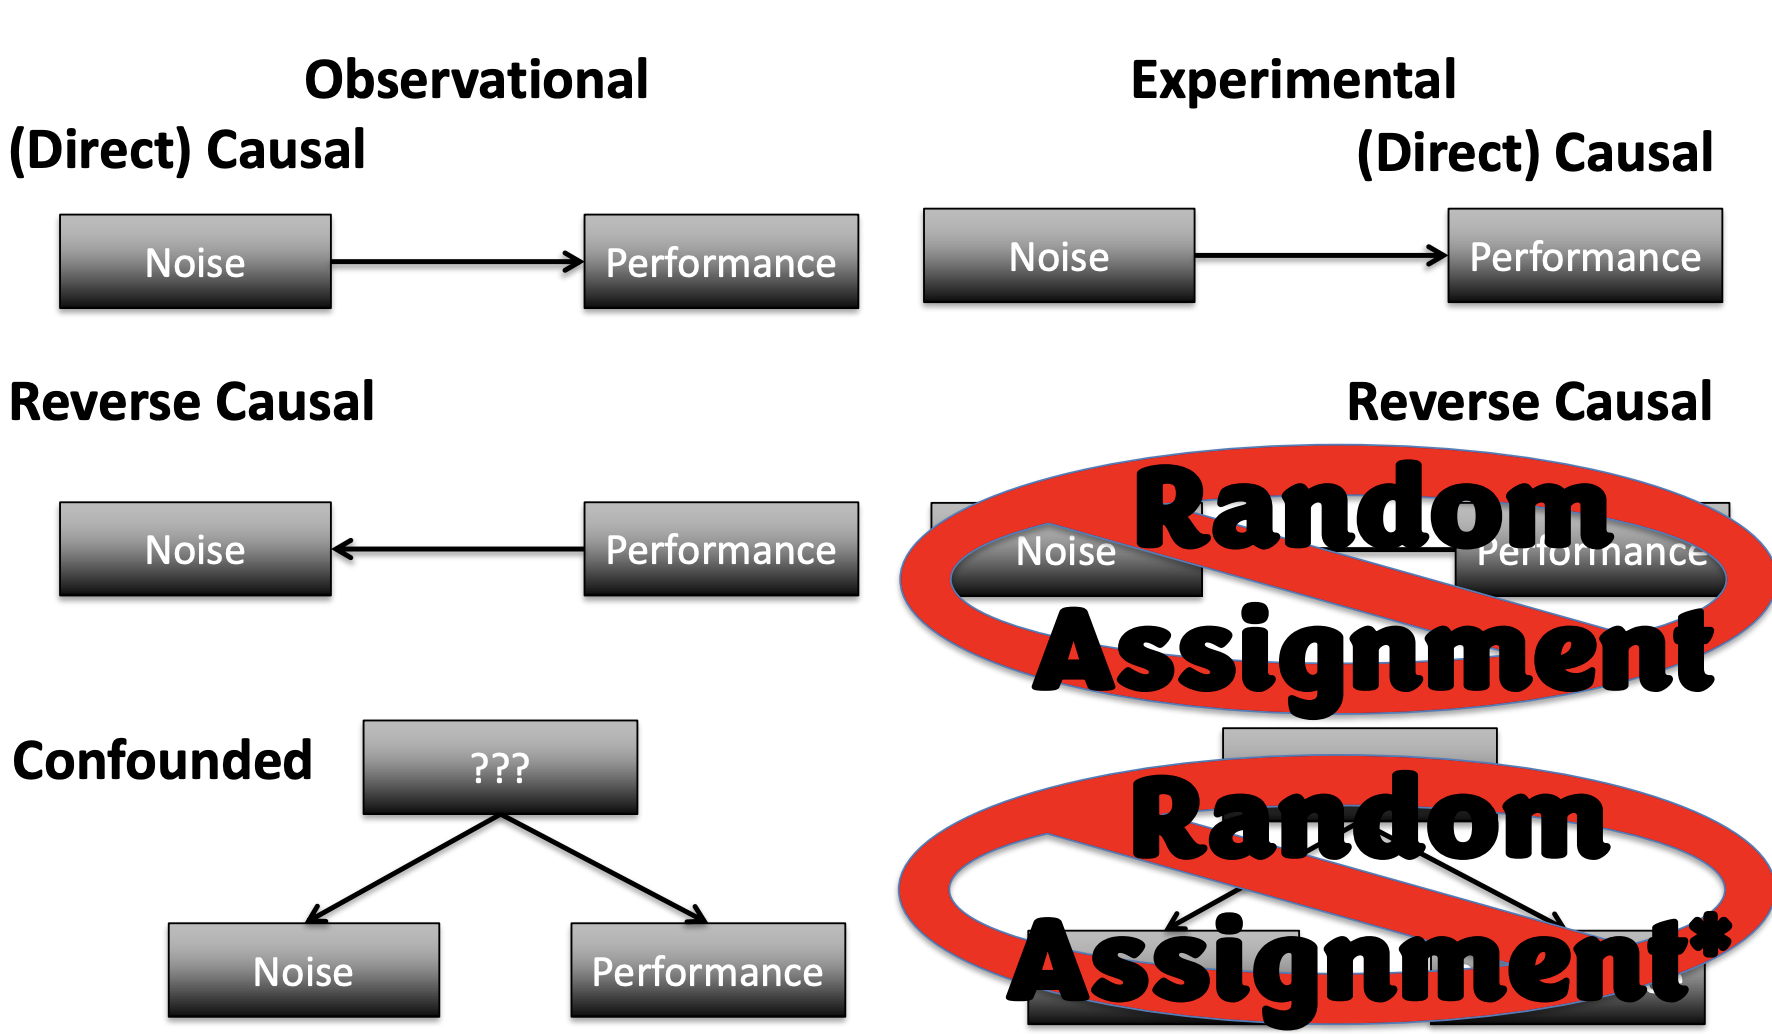 Observational
(Direct) Causal
Noise
Performance
Reverse Causal
Noise
Performance
Confounded
???
Noise
Performance
Experimental
(Direct) Causal
Noise
Performance
Reverse Causal
Random
Noise
Performance
Assignment
Random
Assignment*